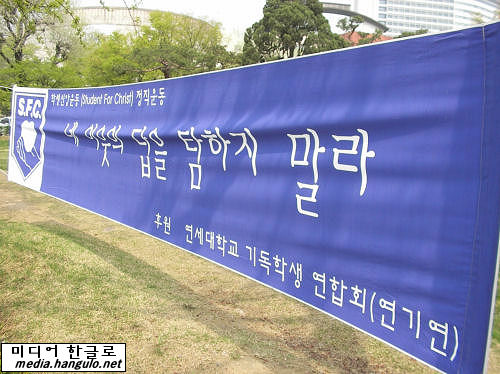 S.F.C.
학생신앙운동 (Student For Christ) 정직운동
네 이웃의 답을 탐하지 말라
후원 연세대학교 기독학생 연합회(연기연)
미디어 한글로
media.hangulo.net